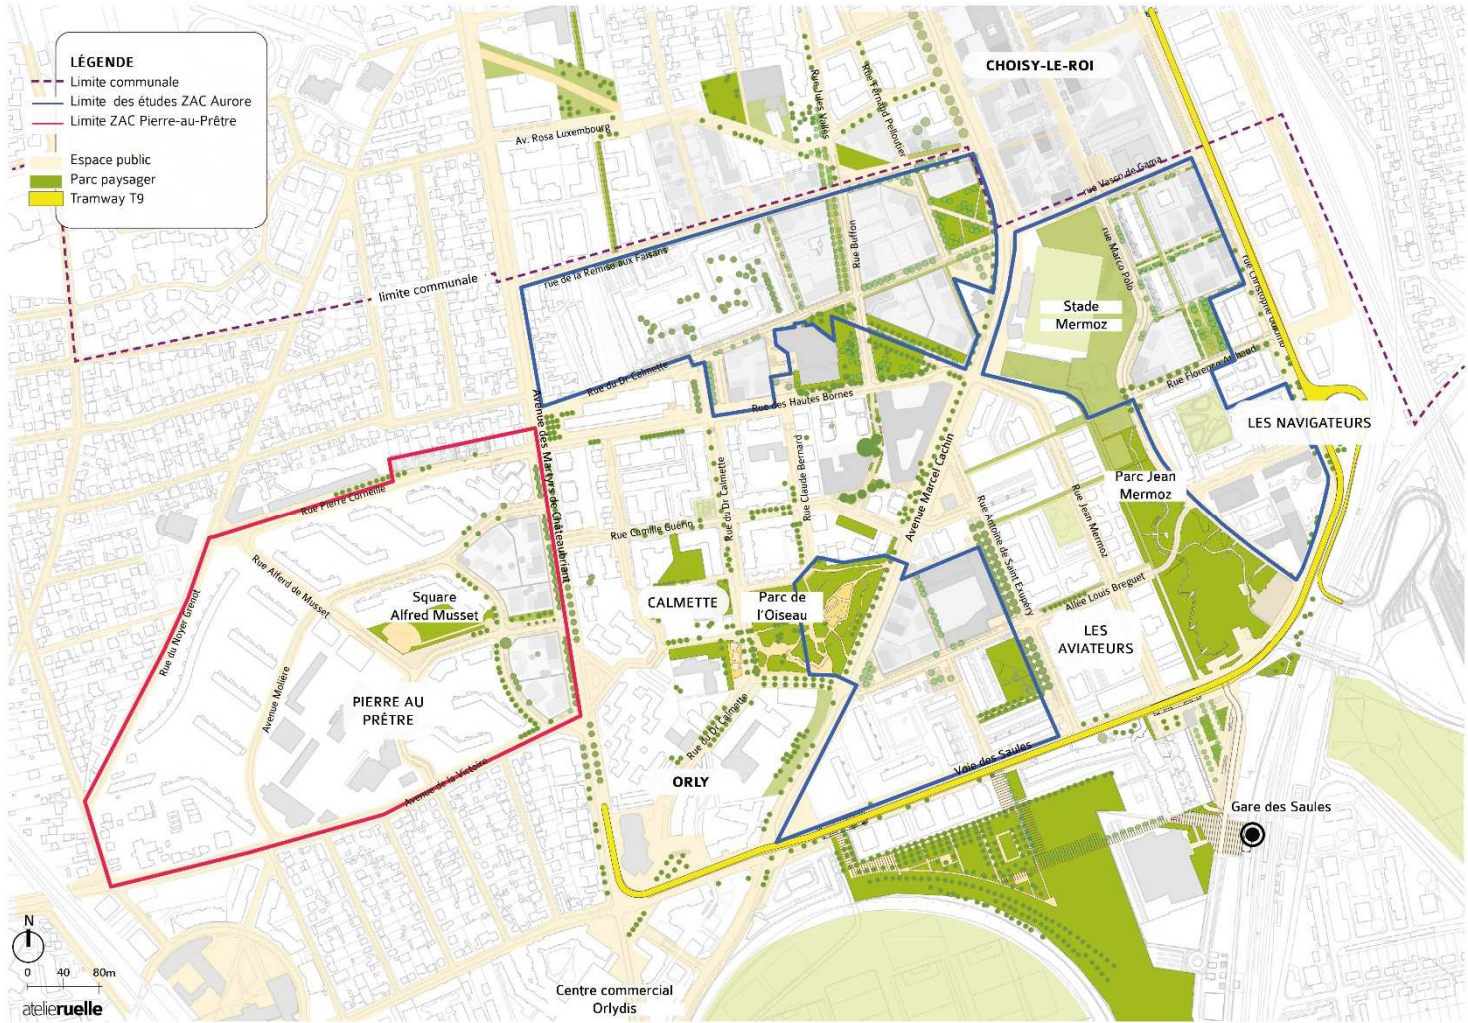 LÉGENDE
Limite communale
Limite des études ZAC Aurore
Limite ZAC Pierre-au-Prêtre
Espace public
Parc paysager
Tramway T9
CHOISY-LE-ROI
Av. Rosa Luxembourg
Rue Jules Vallès
Rue Fernand Pelloutier
rue Vasco de Gama
limite communale
rue de la Remise aux Faisans
Rue Buffon
rue Marco Polo
rue Christophe
Stade
Mermoz
Rue du Dr Calmette
Rue des Hautes Bornes
Rue Florence
LES NAVIGATEURS
Avenue des Martyrs de Châteaubriant
Rue Pierre Corneille
Rue du Dr Calmette
Rue Claude Bernard
Avenue Marcel Cachin
Parc Jean
Mermoz
Rue Camille Guérin
Rue Antoine de Saint Exupéry
Rue Jean Mermoz
Rue Alferd de Musset
Rue du Noyer Grenot
Square
Alfred Musset
CALMETTE
Parc de
l'Oiseau
Allée Louis Breguet
LES
AVIATEURS
Avenue Molière
PIERRE AU
PRÊTRE
Rue du Dr Calmette
Avenue de la Victoire
ORLY
Voie des Saules
Gare des Saules
N
0 40 80m
atelieruelle
Centre commercial
Orlydis